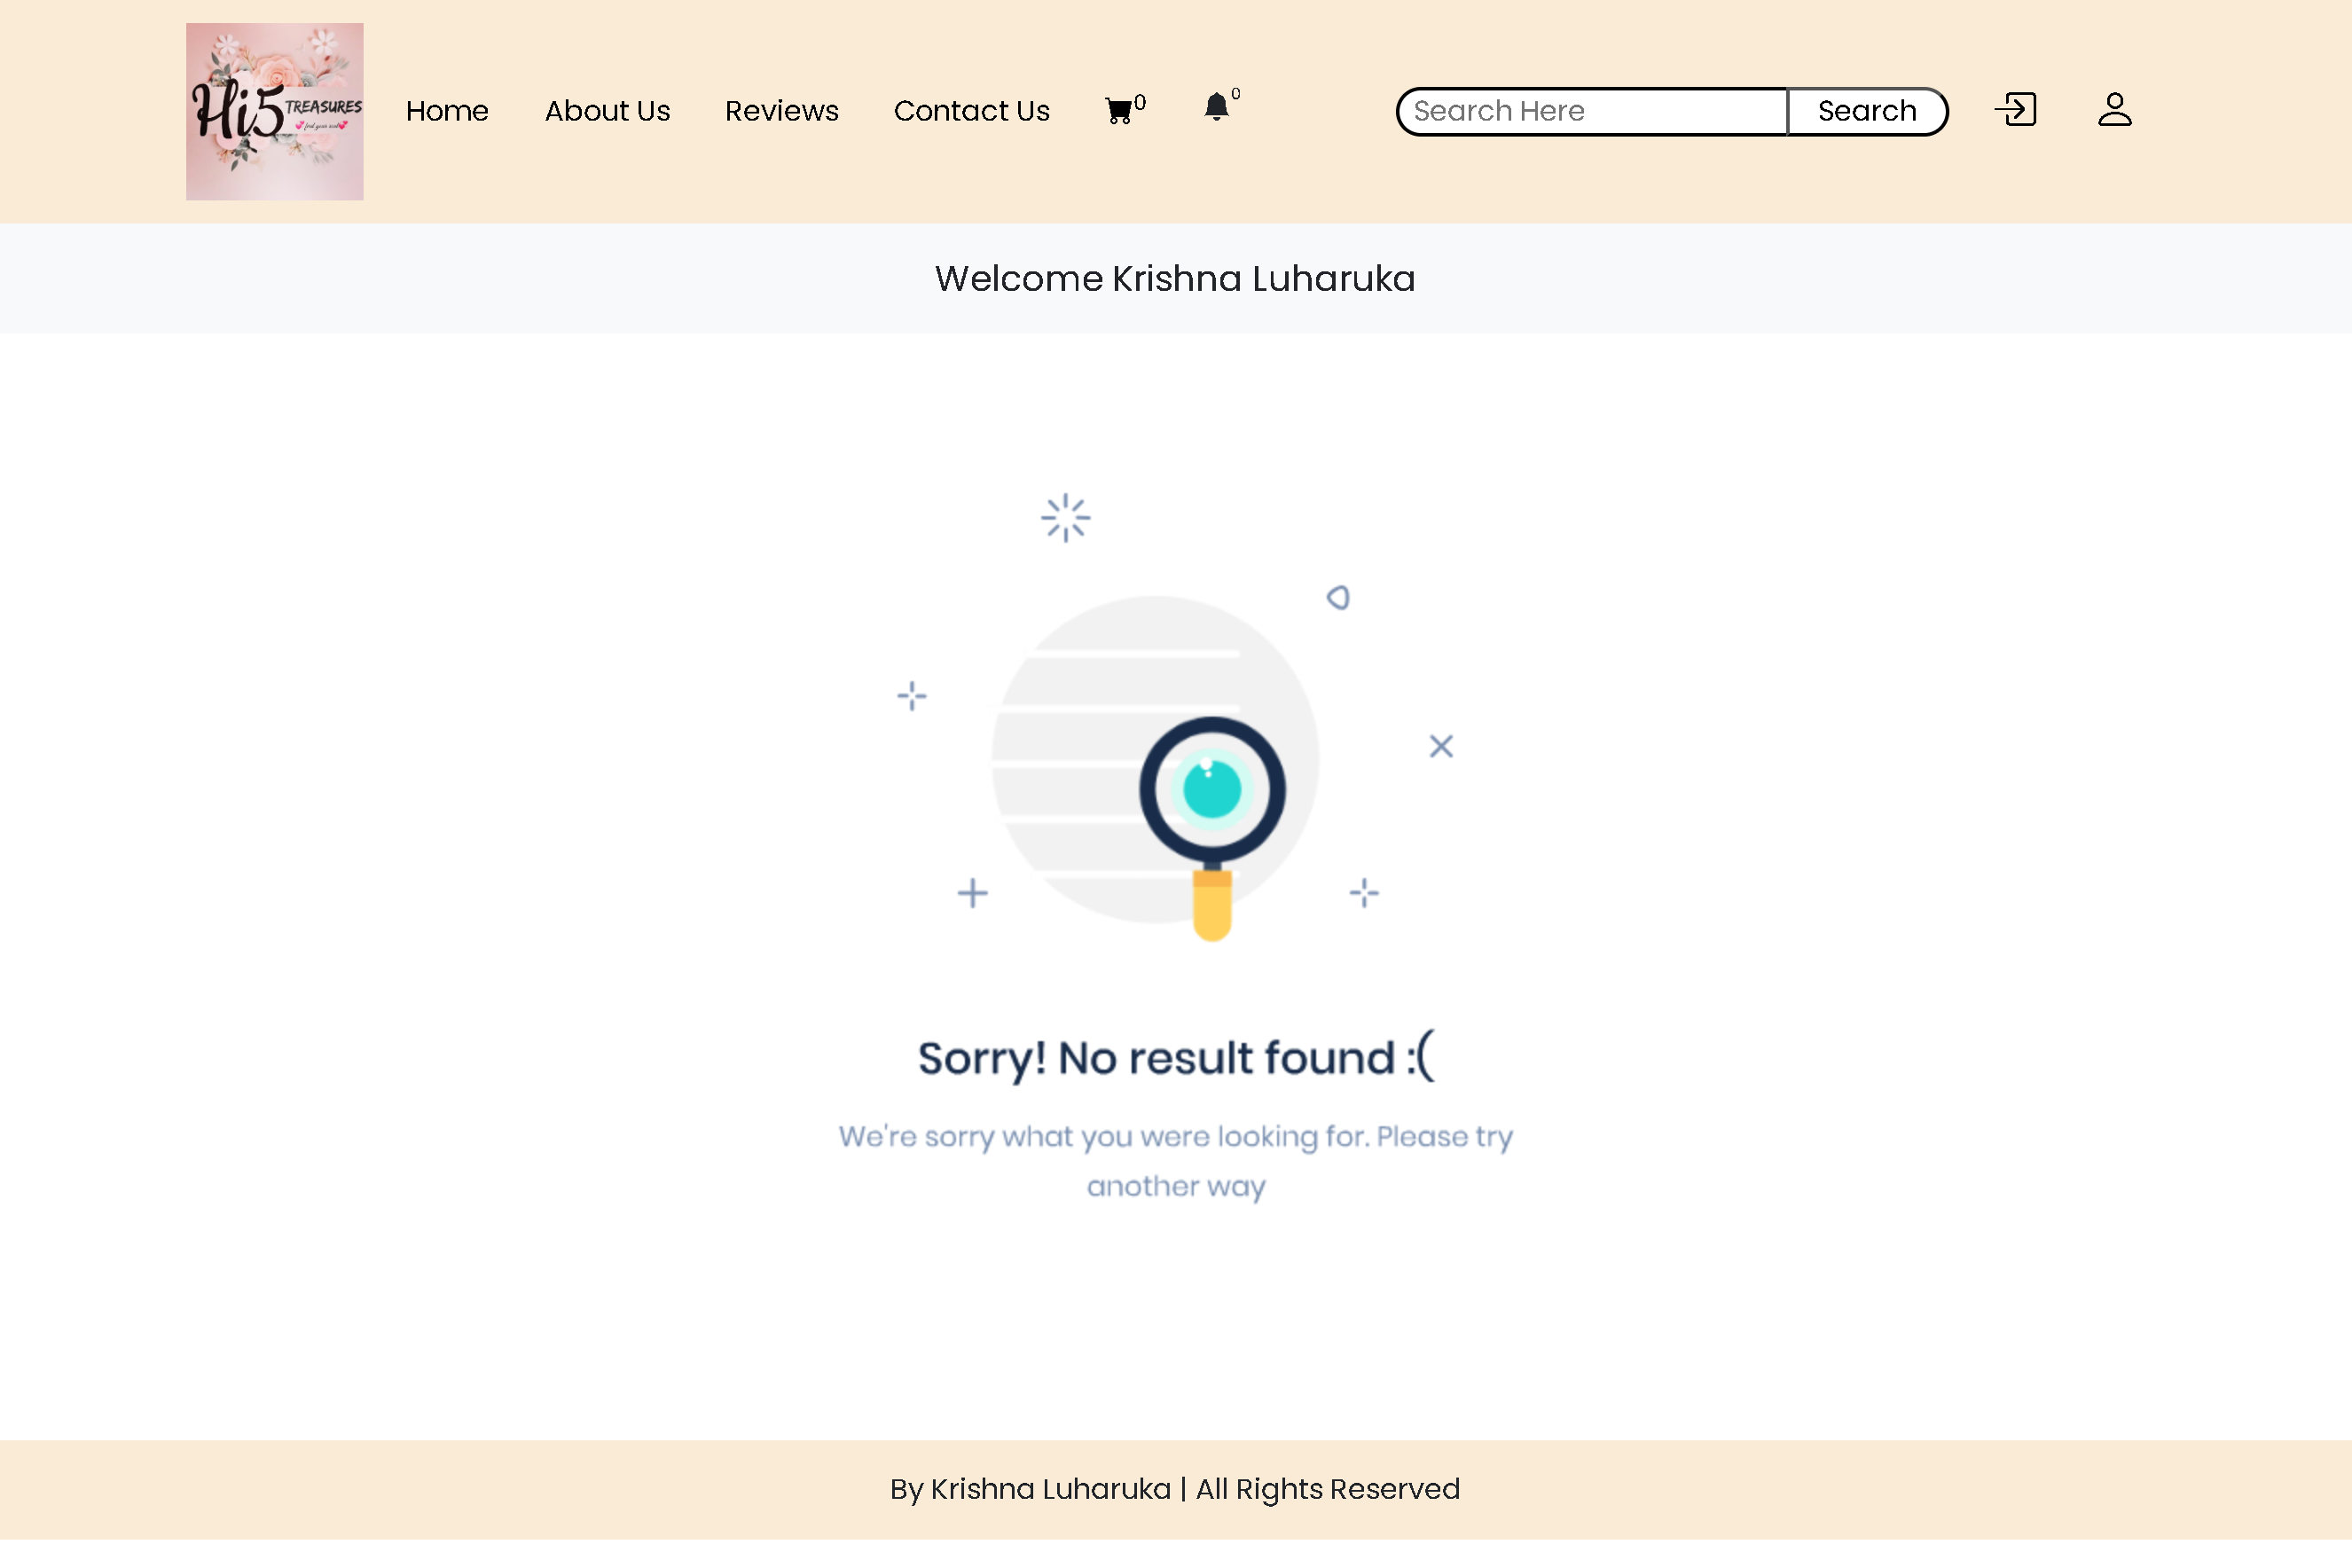 Hi5 TREASURES
Home About Us Reviews Contact Us 0 0 Search Here Search
Welcome Krishna Luharuka
Sorry! No result found :(
We're sorry what you were looking for. Please try
another way
By Krishna Luharuka | All Rights Reserved